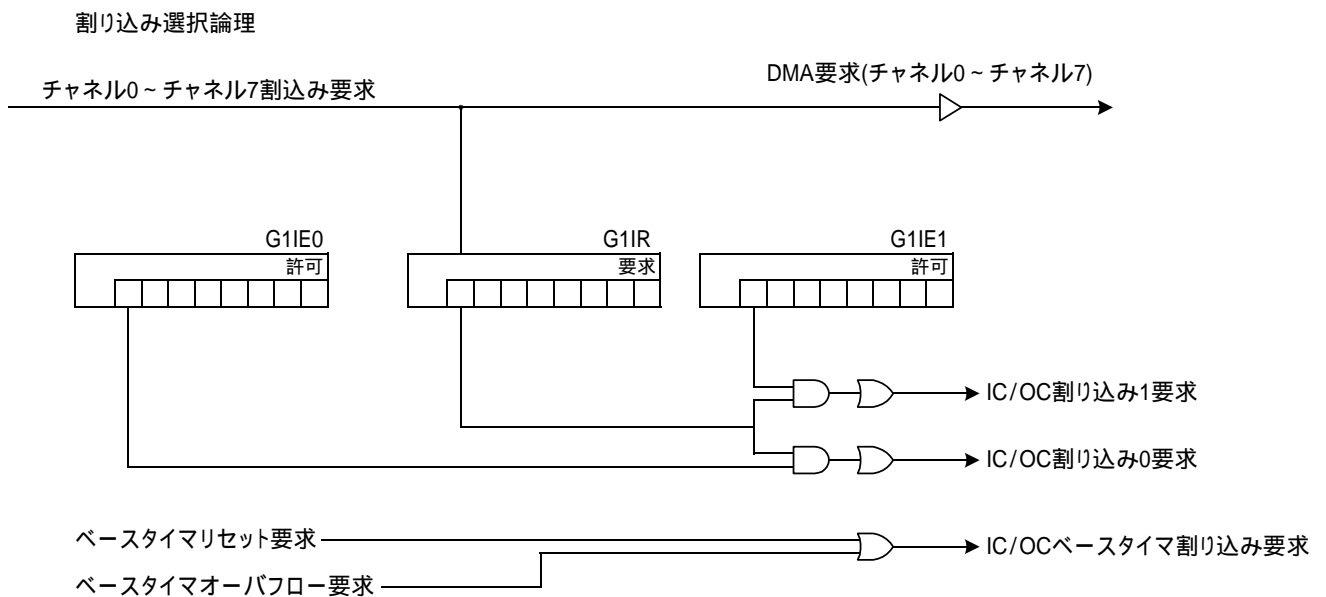 割り込み選択論理
DMA要求(チャネル0 ~ チャネル7)
チャネル0 ~ チャネル7割込み要求
G1IE0
許可
G1IR
要求
G1IE1
許可
IC/OC割り込み1要求
IC/OC割り込み0要求
ベースタイマリセット要求
IC/OCベースタイマ割り込み要求
ベースタイマオーバフロー要求